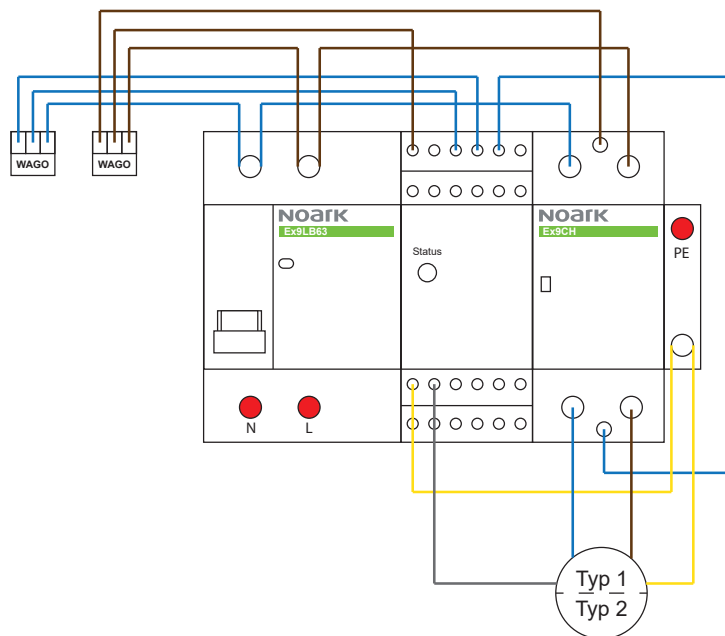 WAGO
WAGO
NOARK
Ex9LB63
NOARK
Ex9CH
Status
PE
N
L
Typ 1
Typ 2